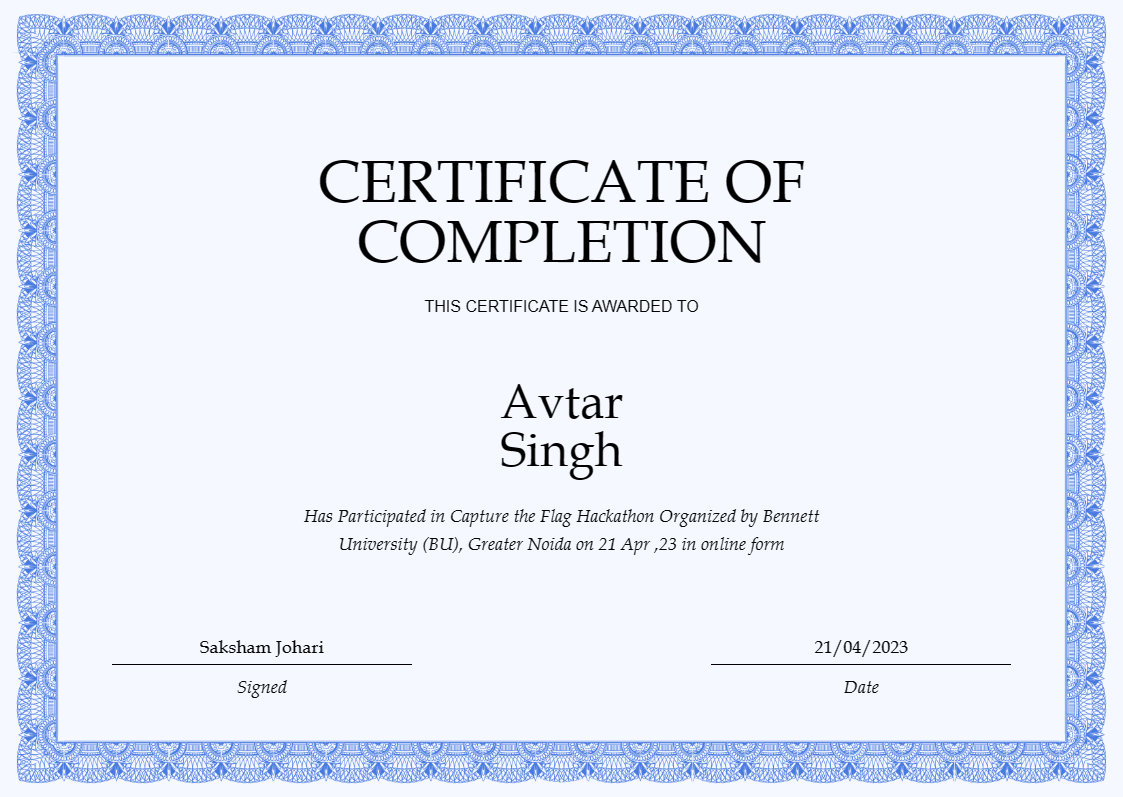 CERTIFICATE OF
COMPLETION
THIS CERTIFICATE IS AWARDED TO
Avtar
Singh
Has Participated in Capture the Flag Hackathon Organized by Bennett
University (BU), Greater Noida on 21 Apr ,23 in online form
Saksham Johari
Signed
21/04/2023
Date